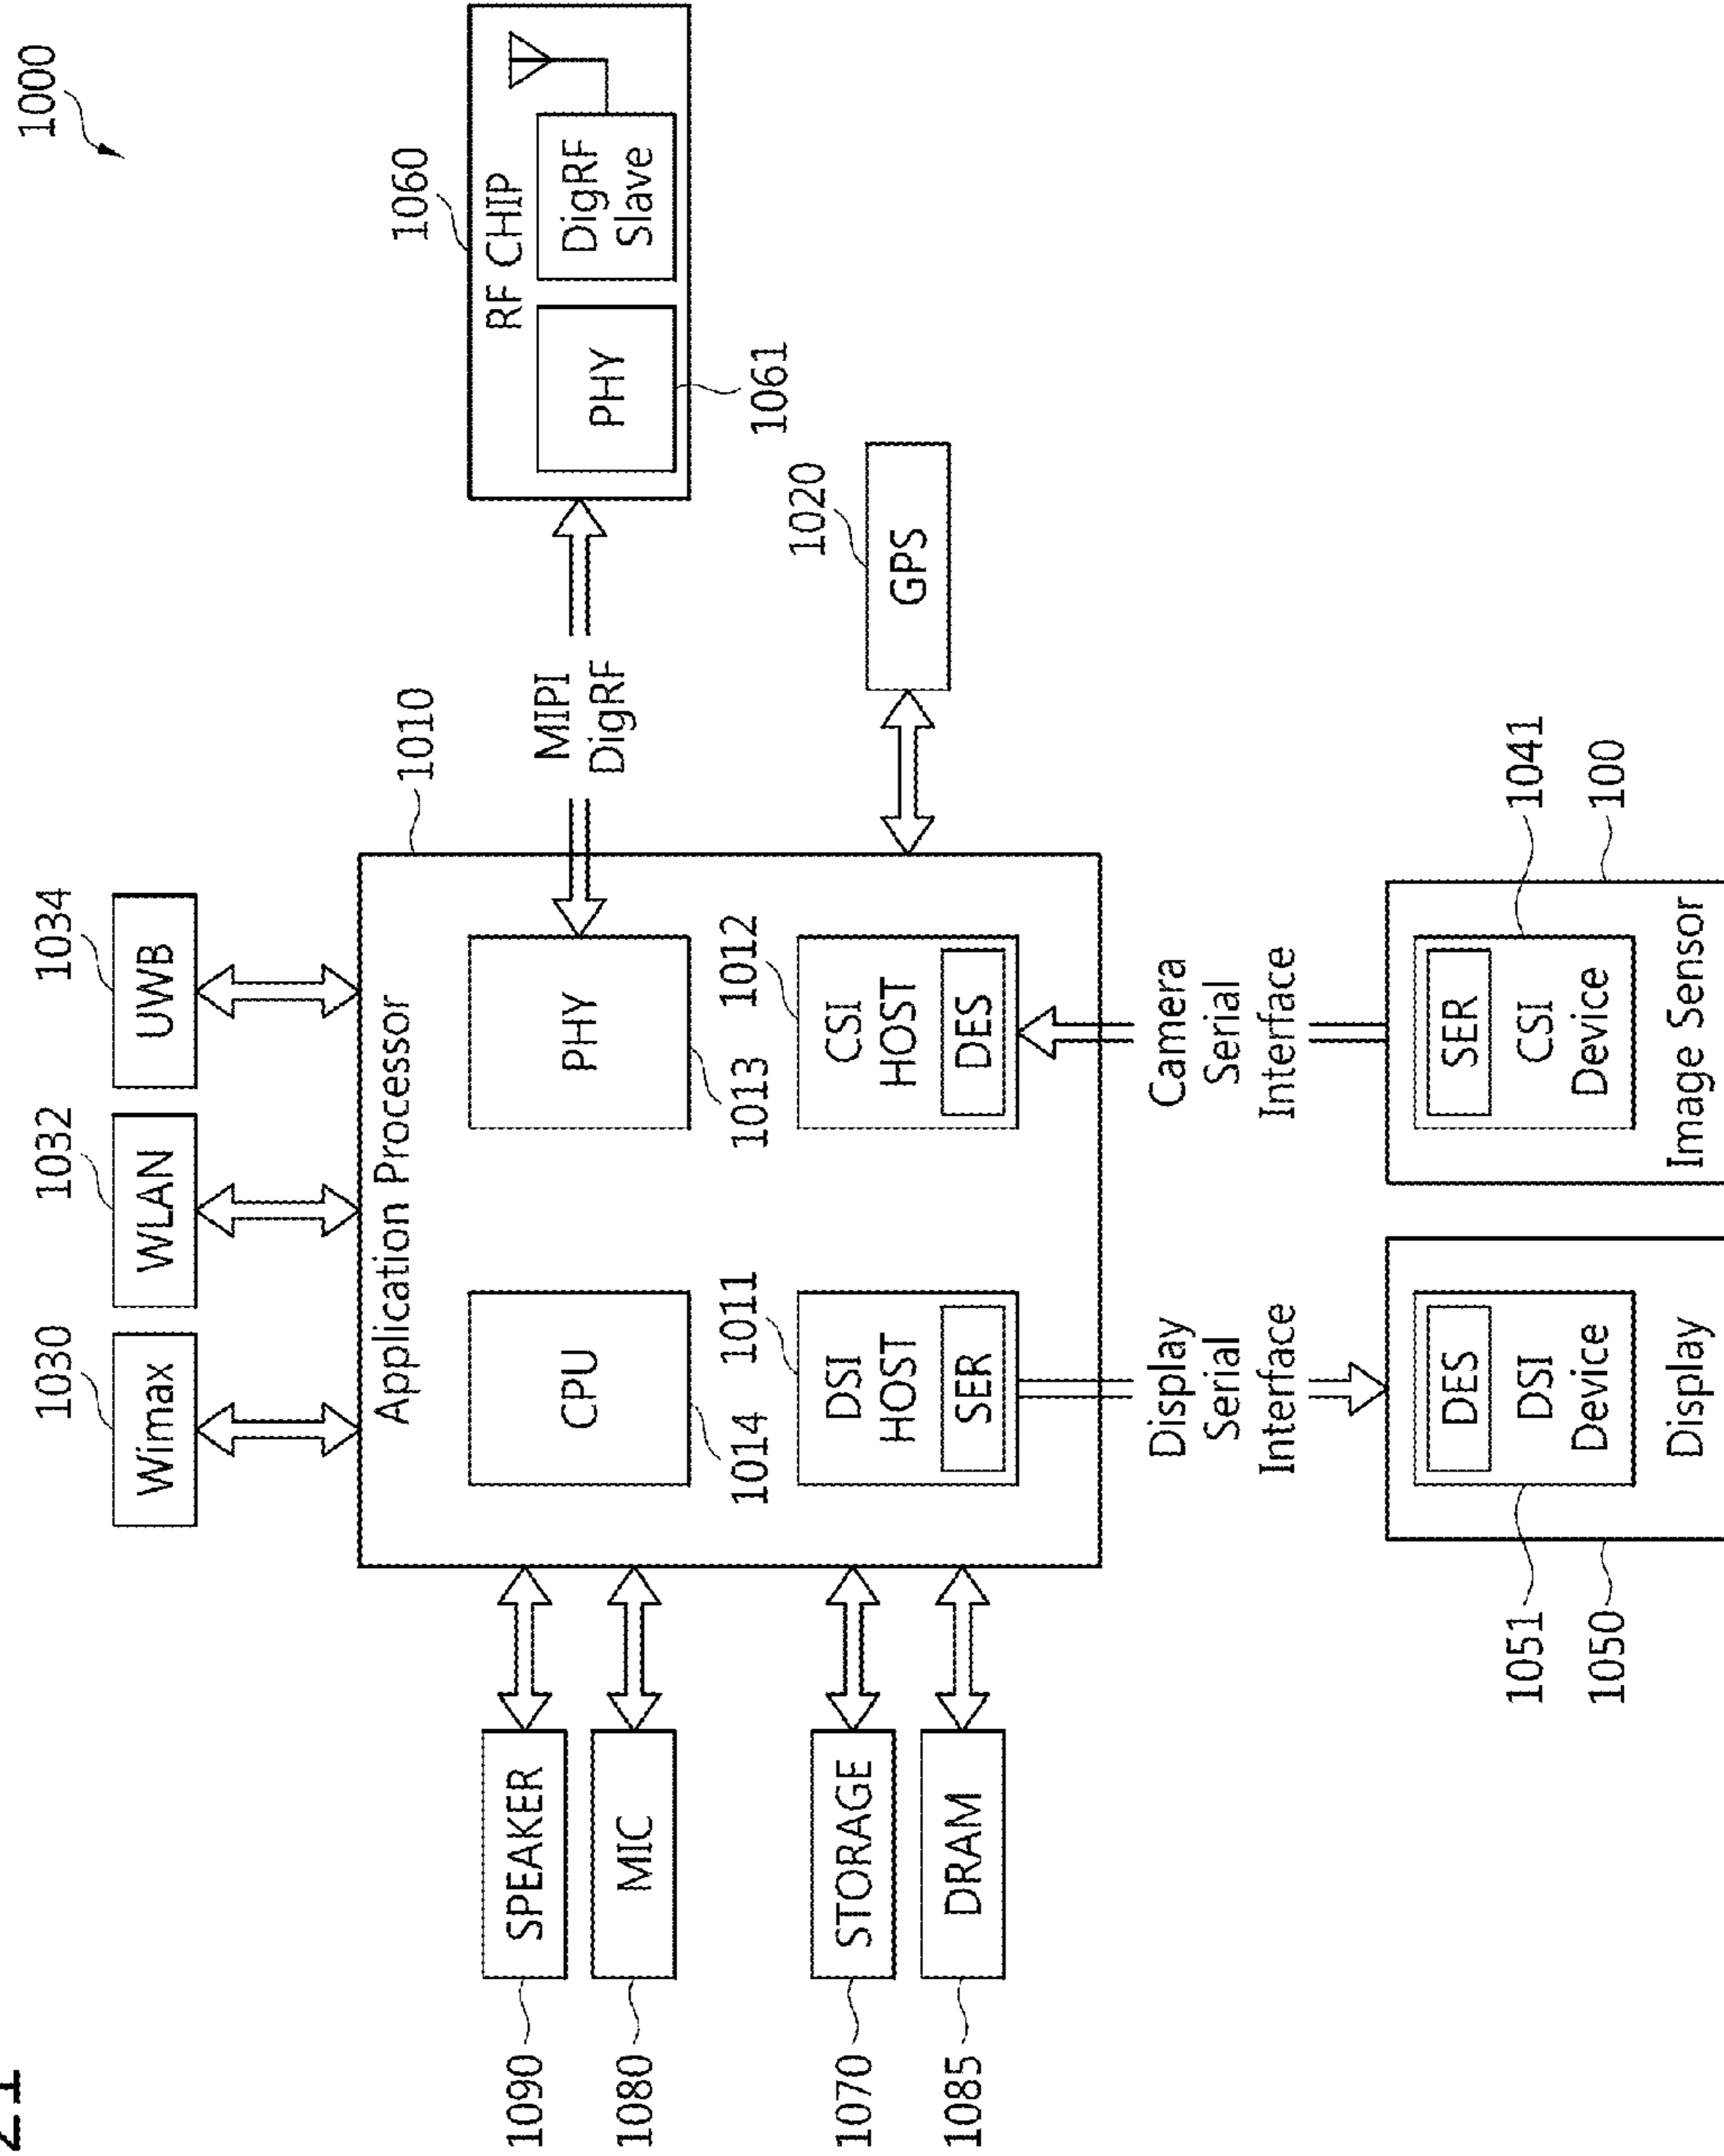 1000
1030
1032
1034
Wimax
WLAN
UWB
Application Processor
1010
1060
RF CHIP
1090
SPEAKER
1080
MIC
CPU
1014
PHY
1013
MIPI
DigRF
PHY
1061
DigRF
Slave
1011
1012
1020
1070
STORAGE
1085
DRAM
DSI
HOST
SER
CSI
HOST
DES
GPS
Display
Serial
Interface
Camera
Serial
Interface
1051
1050
DES
DSI
Device
Display
SER
CSI
Device
Image Sensor
1041
100